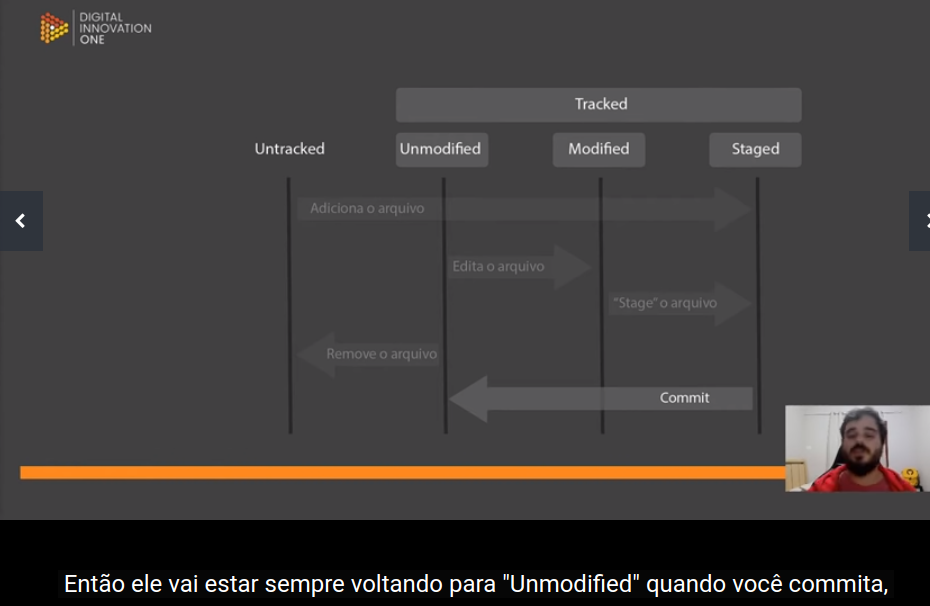 DIGITAL
INNOVATION
ONE
Tracked
Untracked
Unmodified
Modified
Staged
Adiciona o arquivo
Edita o arquivo
"Stage" o arquivo
Remove o arquivo
Commit
Então ele vai estar sempre voltando para "Unmodified" quando você commita,